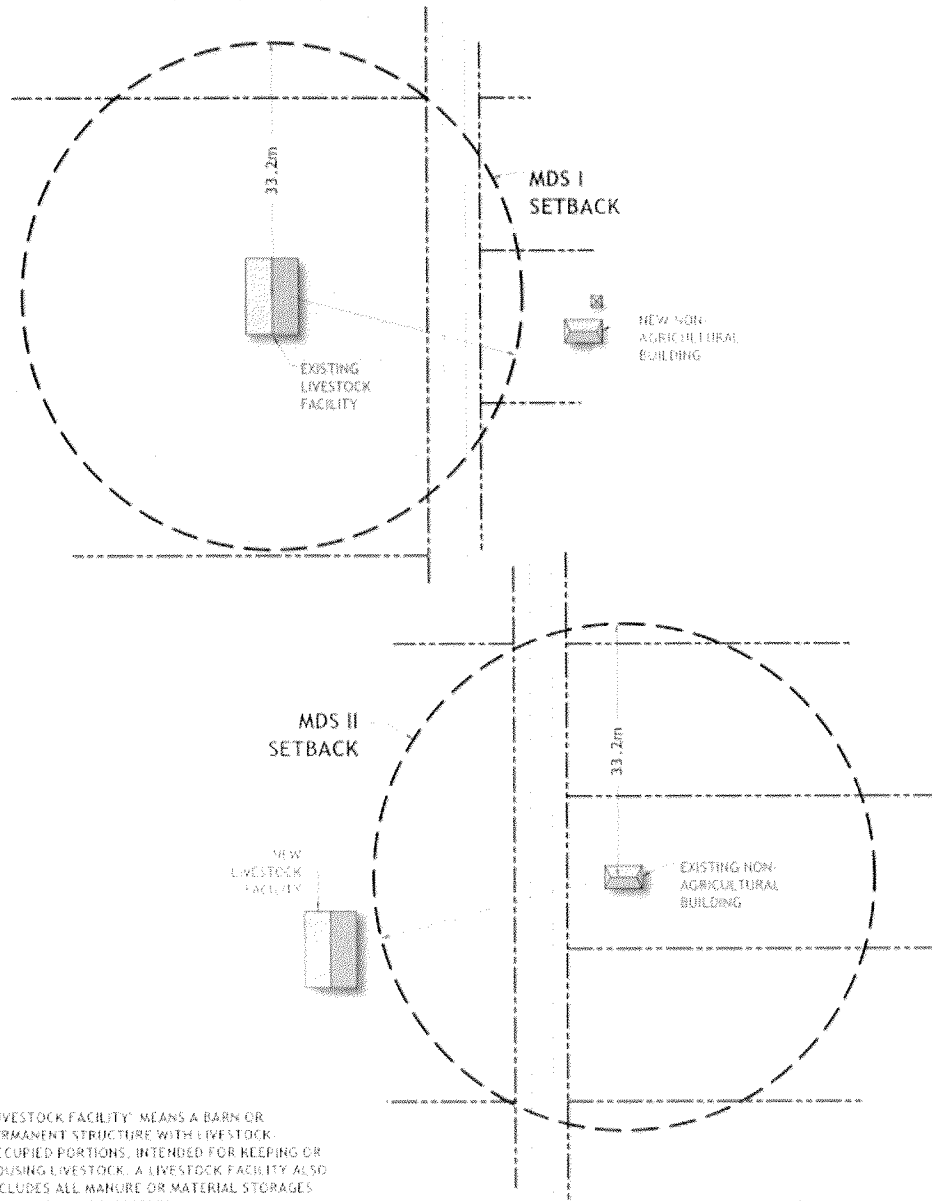 33.2m
MDS I
SETBACK
NEW NON-
AGRICULTURAL
BUILDING
EXISTING
LIVESTOCK
FACILITY
MDS II
SETBACK
33.2m
NEW
LIVESTOCK
FACILITY
EXISTING NON-
AGRICULTURAL
BUILDING
IVESTOCK FACILITY' MEANS A BARN OR
RMANENT STRUCTURE WITH LIVESTOCK-
CCUPIED PORTIONS, INTENDED FOR KEEPING OR
OUSING LIVESTOCK. A LIVESTOCK FACILITY ALSO
CLUDES ALL MANURE OR MATERIAL STORAGES